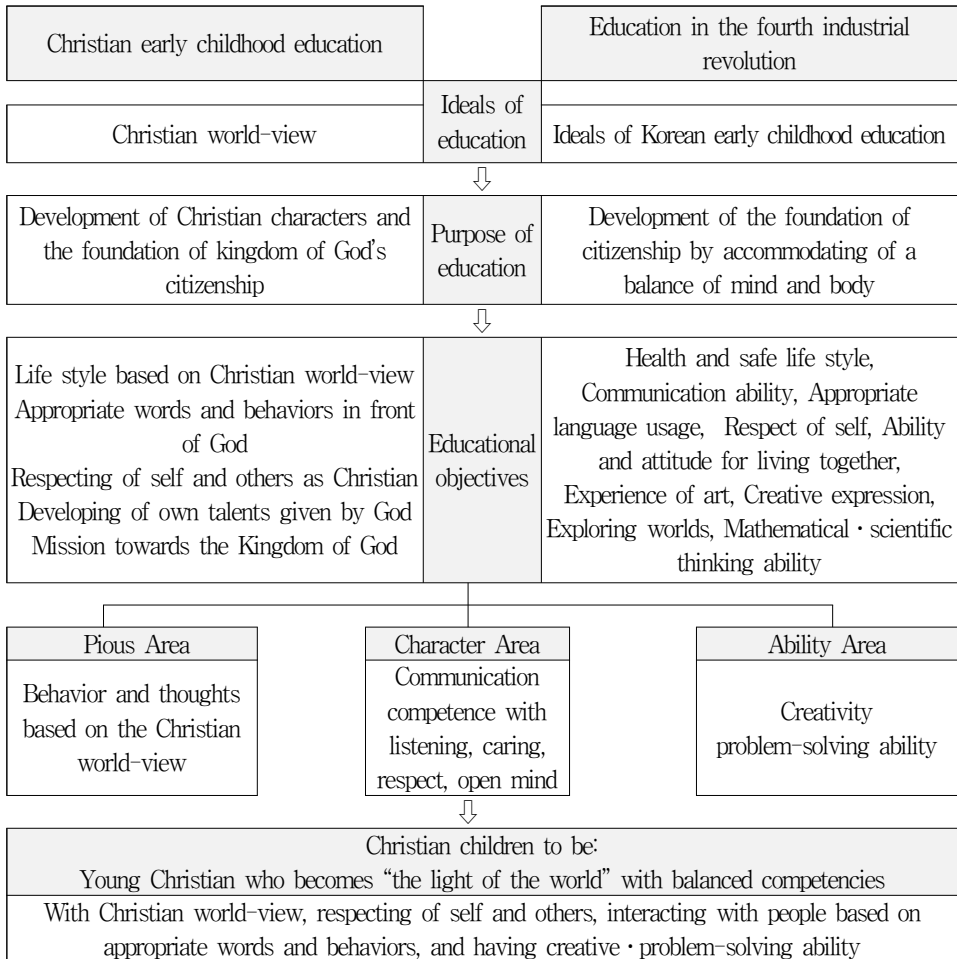 Christian early childhood education
Education in the fourth industrial
revolution
Christian world-view
Ideals of
education
Ideals of Korean early childhood education
⇩
Development of Christian characters and
the foundation of kingdom of God's
citizenship
Purpose of
education
Development of the foundation of
citizenship by accommodating of a
balance of mind and body
⇩
Life style based on Christian world-view
Appropriate words and behaviors in front
of God
Respecting of self and others as Christian
Developing of own talents given by God
Mission towards the Kingdom of God
Educational
objectives
Health and safe life style,
Communication ability, Appropriate
language usage, Respect of self, Ability
and attitude for living together,
Experience of art, Creative expression,
Exploring worlds, Mathematical・scientific
thinking ability
Pious Area
Behavior and thoughts
based on the Christian
world-view
Character Area
Communication
competence with
listening, caring,
respect, open mind
Ability Area
Creativity
problem-solving ability
⇩
Christian children to be:
Young Christian who becomes “the light of the world” with balanced competencies
With Christian world-view, respecting of self and others, interacting with people based on
appropriate words and behaviors, and having creative・problem-solving ability